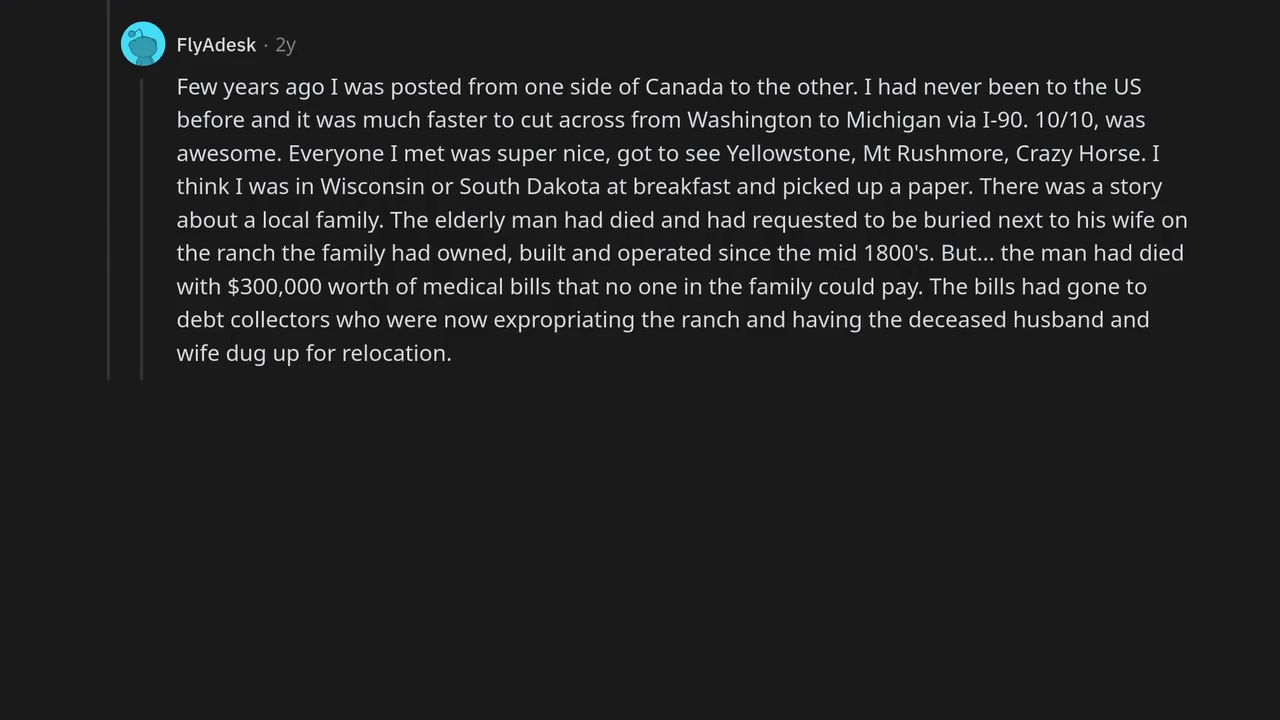 FlyAdesk · 2y
Few years ago I was posted from one side of Canada to the other. I had never been to the US
before and it was much faster to cut across from Washington to Michigan via I-90. 10/10, was
awesome. Everyone I met was super nice, got to see Yellowstone, Mt Rushmore, Crazy Horse. I
think I was in Wisconsin or South Dakota at breakfast and picked up a paper. There was a story
about a local family. The elderly man had died and had requested to be buried next to his wife on
the ranch the family had owned, built and operated since the mid 1800's. But... the man had died
with $300,000 worth of medical bills that no one in the family could pay. The bills had gone to
debt collectors who were now expropriating the ranch and having the deceased husband and
wife dug up for relocation.